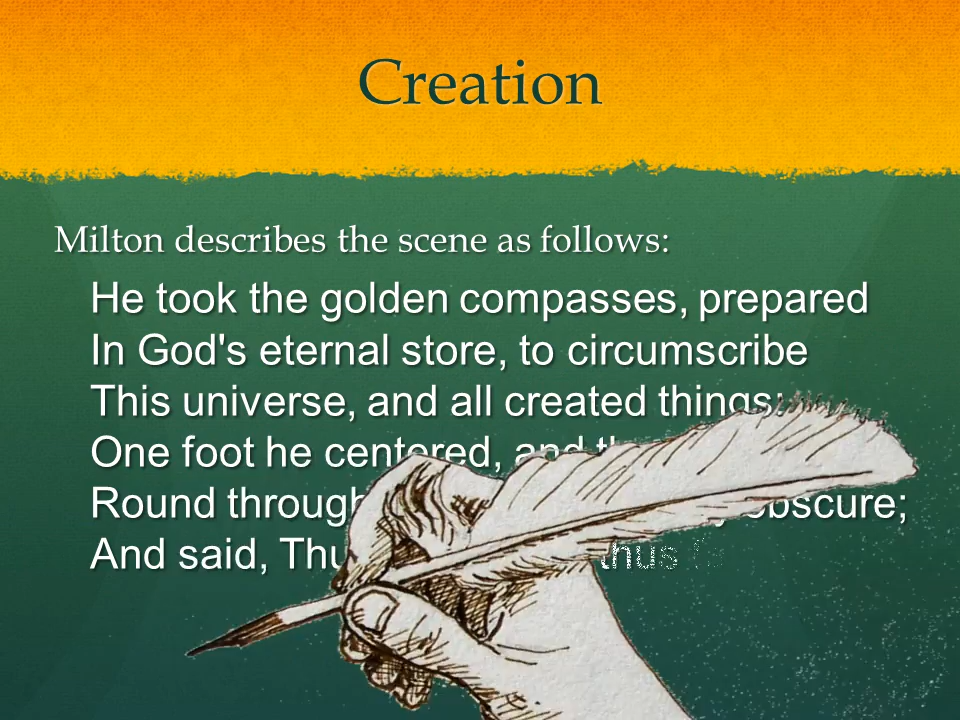 Creation
Milton describes the scene as follows:
He took the golden compasses, prepared
In God's eternal store, to circumscribe
This universe, and all created things:
One foot he centered, and
Round through obscure;
And said, thus